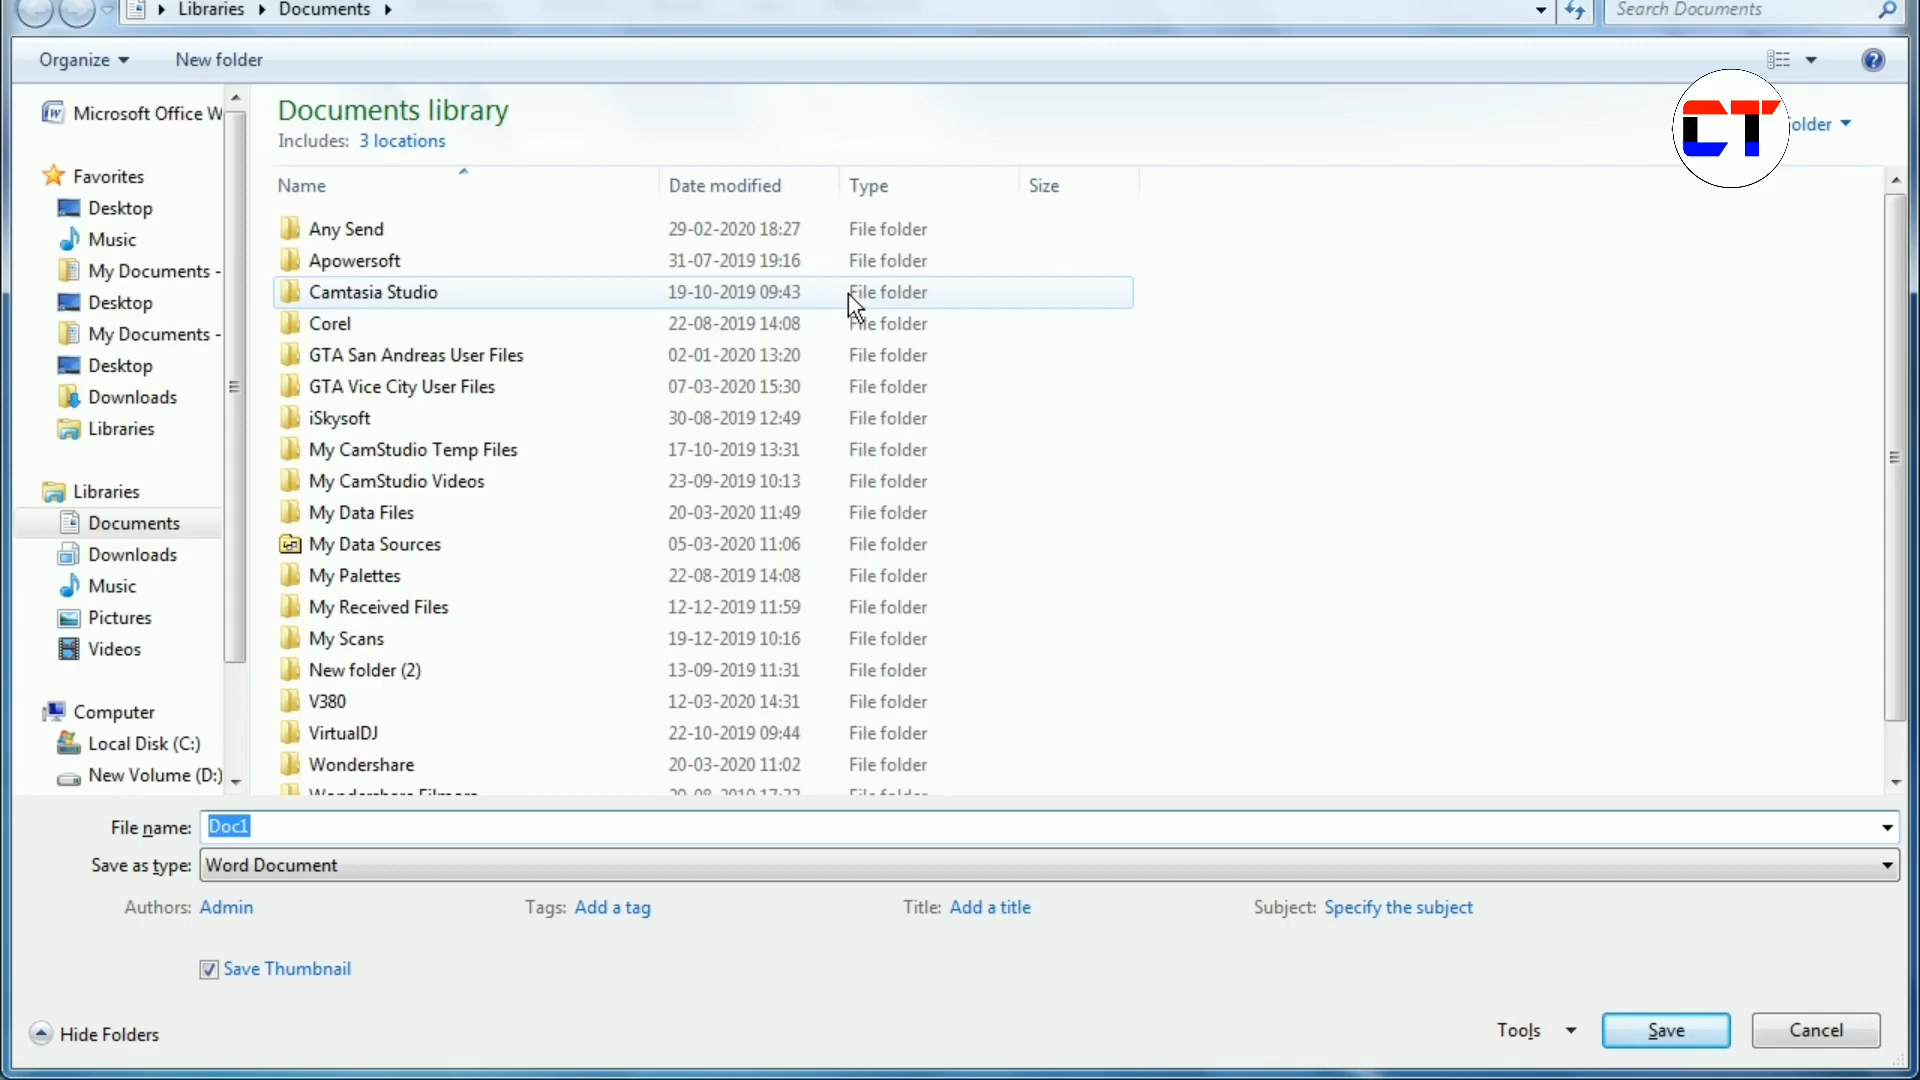 Libraries Documents Search Documents
Organize New folder
Microsoft Office W
Documents library
Includes: 3 locations
CT
older
Name Date modified Type Size
Favorites
Desktop
Music
My Documents -
Desktop
My Documents -
Desktop
Downloads
Libraries
Libraries
Documents
Downloads
Music
Pictures
Videos
Computer
Local Disk (C:)
New Volume (D:)
Any Send 29-02-2020 18:27 File folder
Apowersoft 31-07-2019 19:16 File folder
Camtasia Studio 19-10-2019 09:43 File folder
Corel 22-08-2019 14:08 File folder
GTA San Andreas User Files 02-01-2020 13:20 File folder
GTA Vice City User Files 07-03-2020 15:30 File folder
iSkysoft 30-08-2019 12:49 File folder
My CamStudio Temp Files 17-10-2019 13:31 File folder
My CamStudio Videos 23-09-2019 10:13 File folder
My Data Files 20-03-2020 11:49 File folder
My Data Sources 05-03-2020 11:06 File folder
My Palettes 22-08-2019 14:08 File folder
My Received Files 12-12-2019 11:59 File folder
My Scans 19-12-2019 10:16 File folder
New folder (2) 13-09-2019 11:31 File folder
V380 12-03-2020 14:31 File folder
VirtualDJ 22-10-2019 09:44 File folder
Wondershare 20-03-2020 11:02 File folder
File name: Doc1
Save as type: Word Document
Authors: Admin Tags: Add a tag Title: Add a title Subject: Specify the subject
Save Thumbnail
Hide Folders Tools Save Cancel